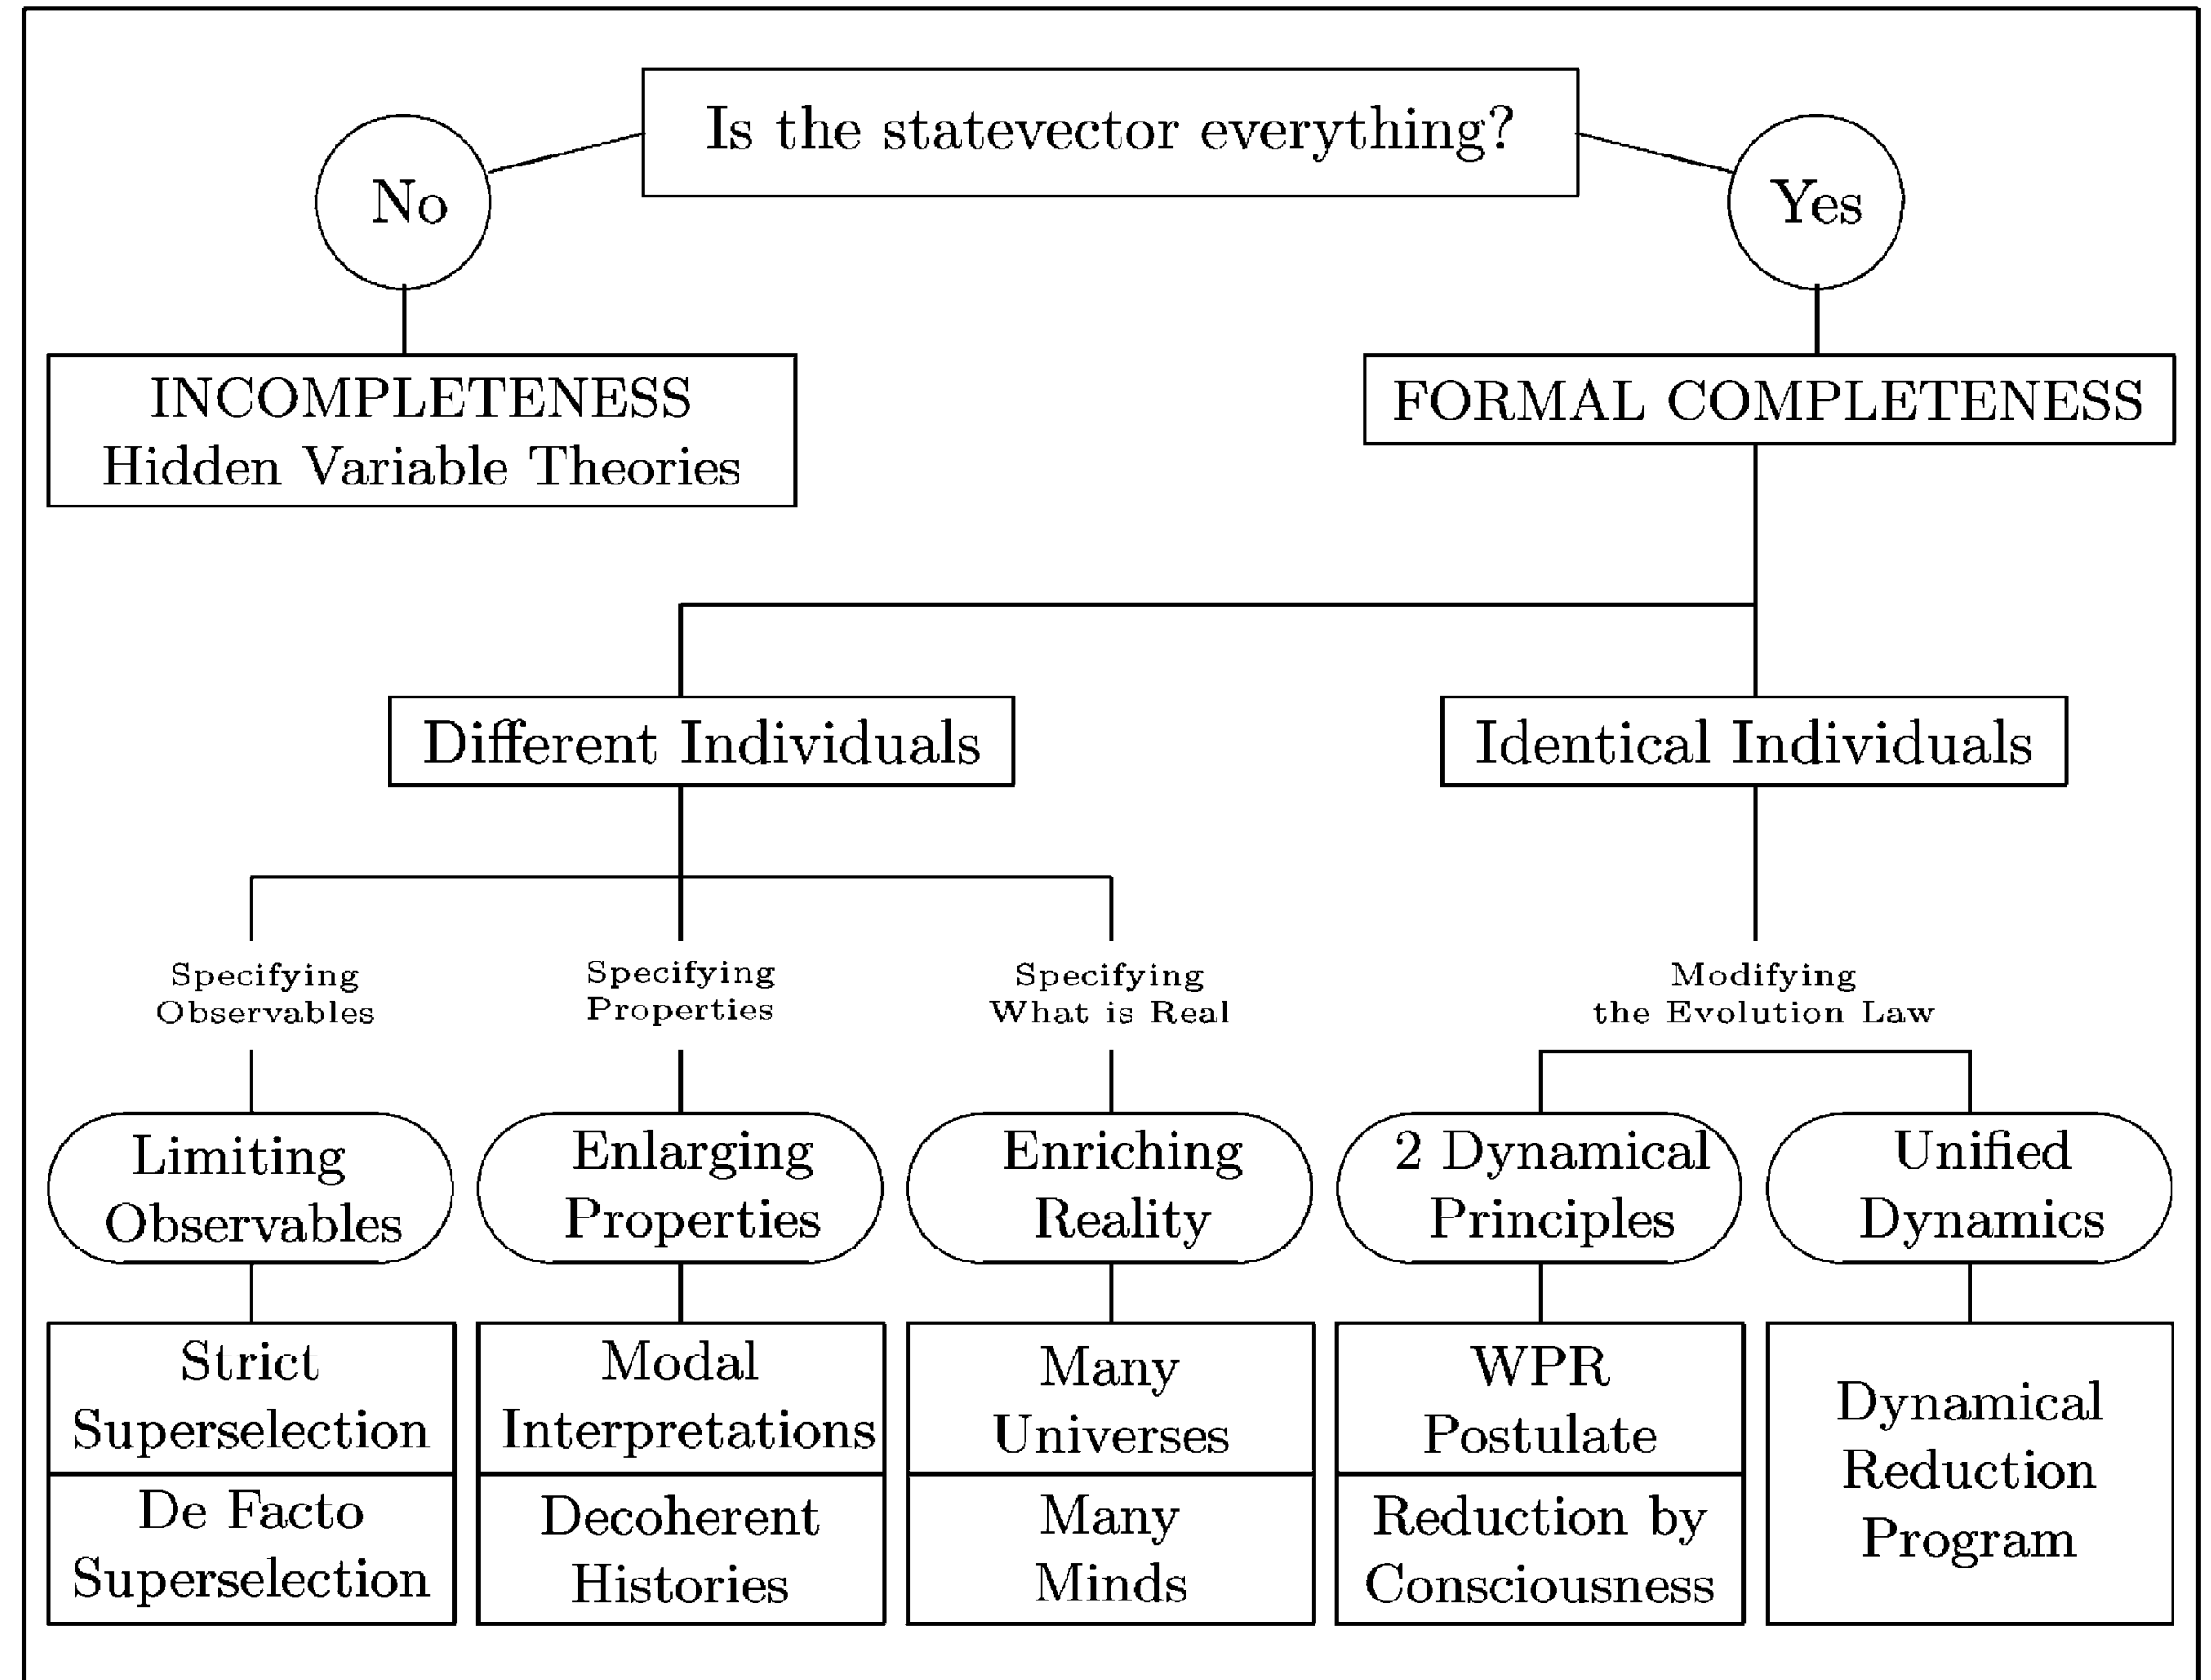 Is the statevector everything?
No
Yes
INCOMPLETENESS
Hidden Variable Theories
FORMAL COMPLETENESS
Different Individuals
Identical Individuals
Specifying
Observables
Specifying
Properties
Specifying
What is Real
Modifying
the Evolution Law
Limiting
Observables
Enlarging
Properties
Enriching
Reality
2 Dynamical
Principles
Unified
Dynamics
Strict
Superselection
De Facto
Superselection
Modal
Interpretations
Decoherent
Histories
Many
Universes
Many
Minds
WPR
Postulate
Reduction by
Consciousness
Dynamical
Reduction
Program